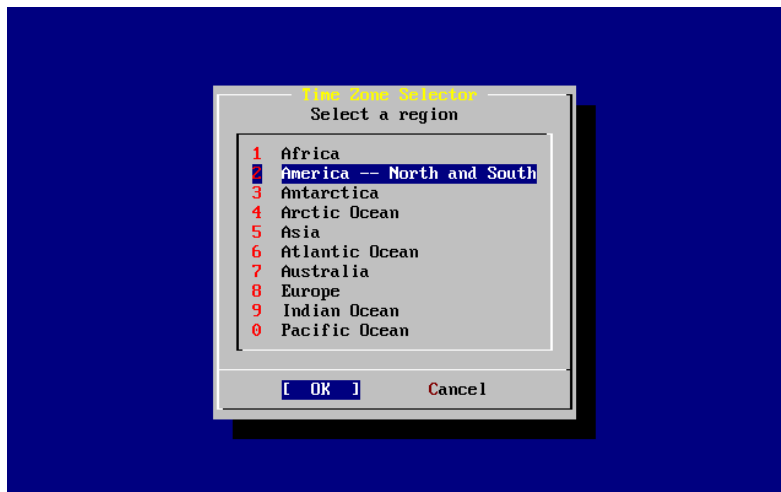 Time Zone Selector
Select a region
1 Africa
2 America -- North and South
3 Antarctica
4 Arctic Ocean
5 Asia
6 Atlantic Ocean
7 Australia
8 Europe
9 Indian Ocean
0 Pacific Ocean
[ OK ] Cancel